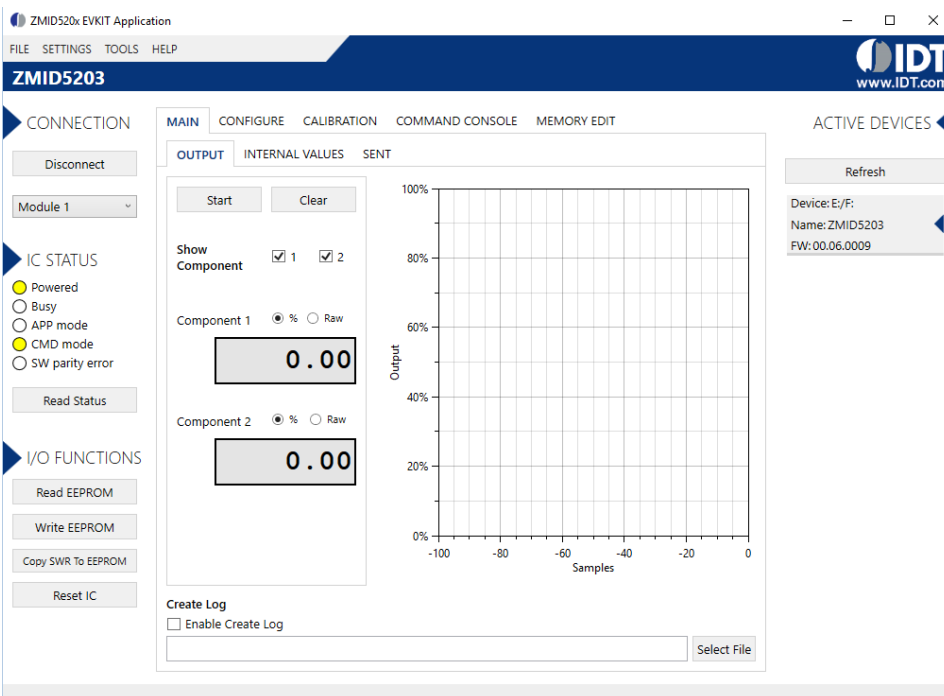 ZMID520x EVKIT Application
FILE SETTINGS TOOLS HELP
IDT
www.IDT.com
ZMID5203
CONNECTION
Disconnect
Module 1
IC STATUS
Powered
Busy
APP mode
CMD mode
SW parity error
Read Status
I/O FUNCTIONS
Read EEPROM
Write EEPROM
Copy SWR To EEPROM
Reset IC
MAIN CONFIGURE CALIBRATION COMMAND CONSOLE MEMORY EDIT
OUTPUT INTERNAL VALUES SENT
Start Clear
Show
Component
1 2
Component 1 % Raw
0.00
Component 2 % Raw
0.00
100%
80%
60%
40%
20%
0%
Output
-100 -80 -60 -40 -20 0
Samples
Create Log
Enable Create Log
Select File
ACTIVE DEVICES
Refresh
Device: E:/F:
Name: ZMID5203
FW: 00.06.0009